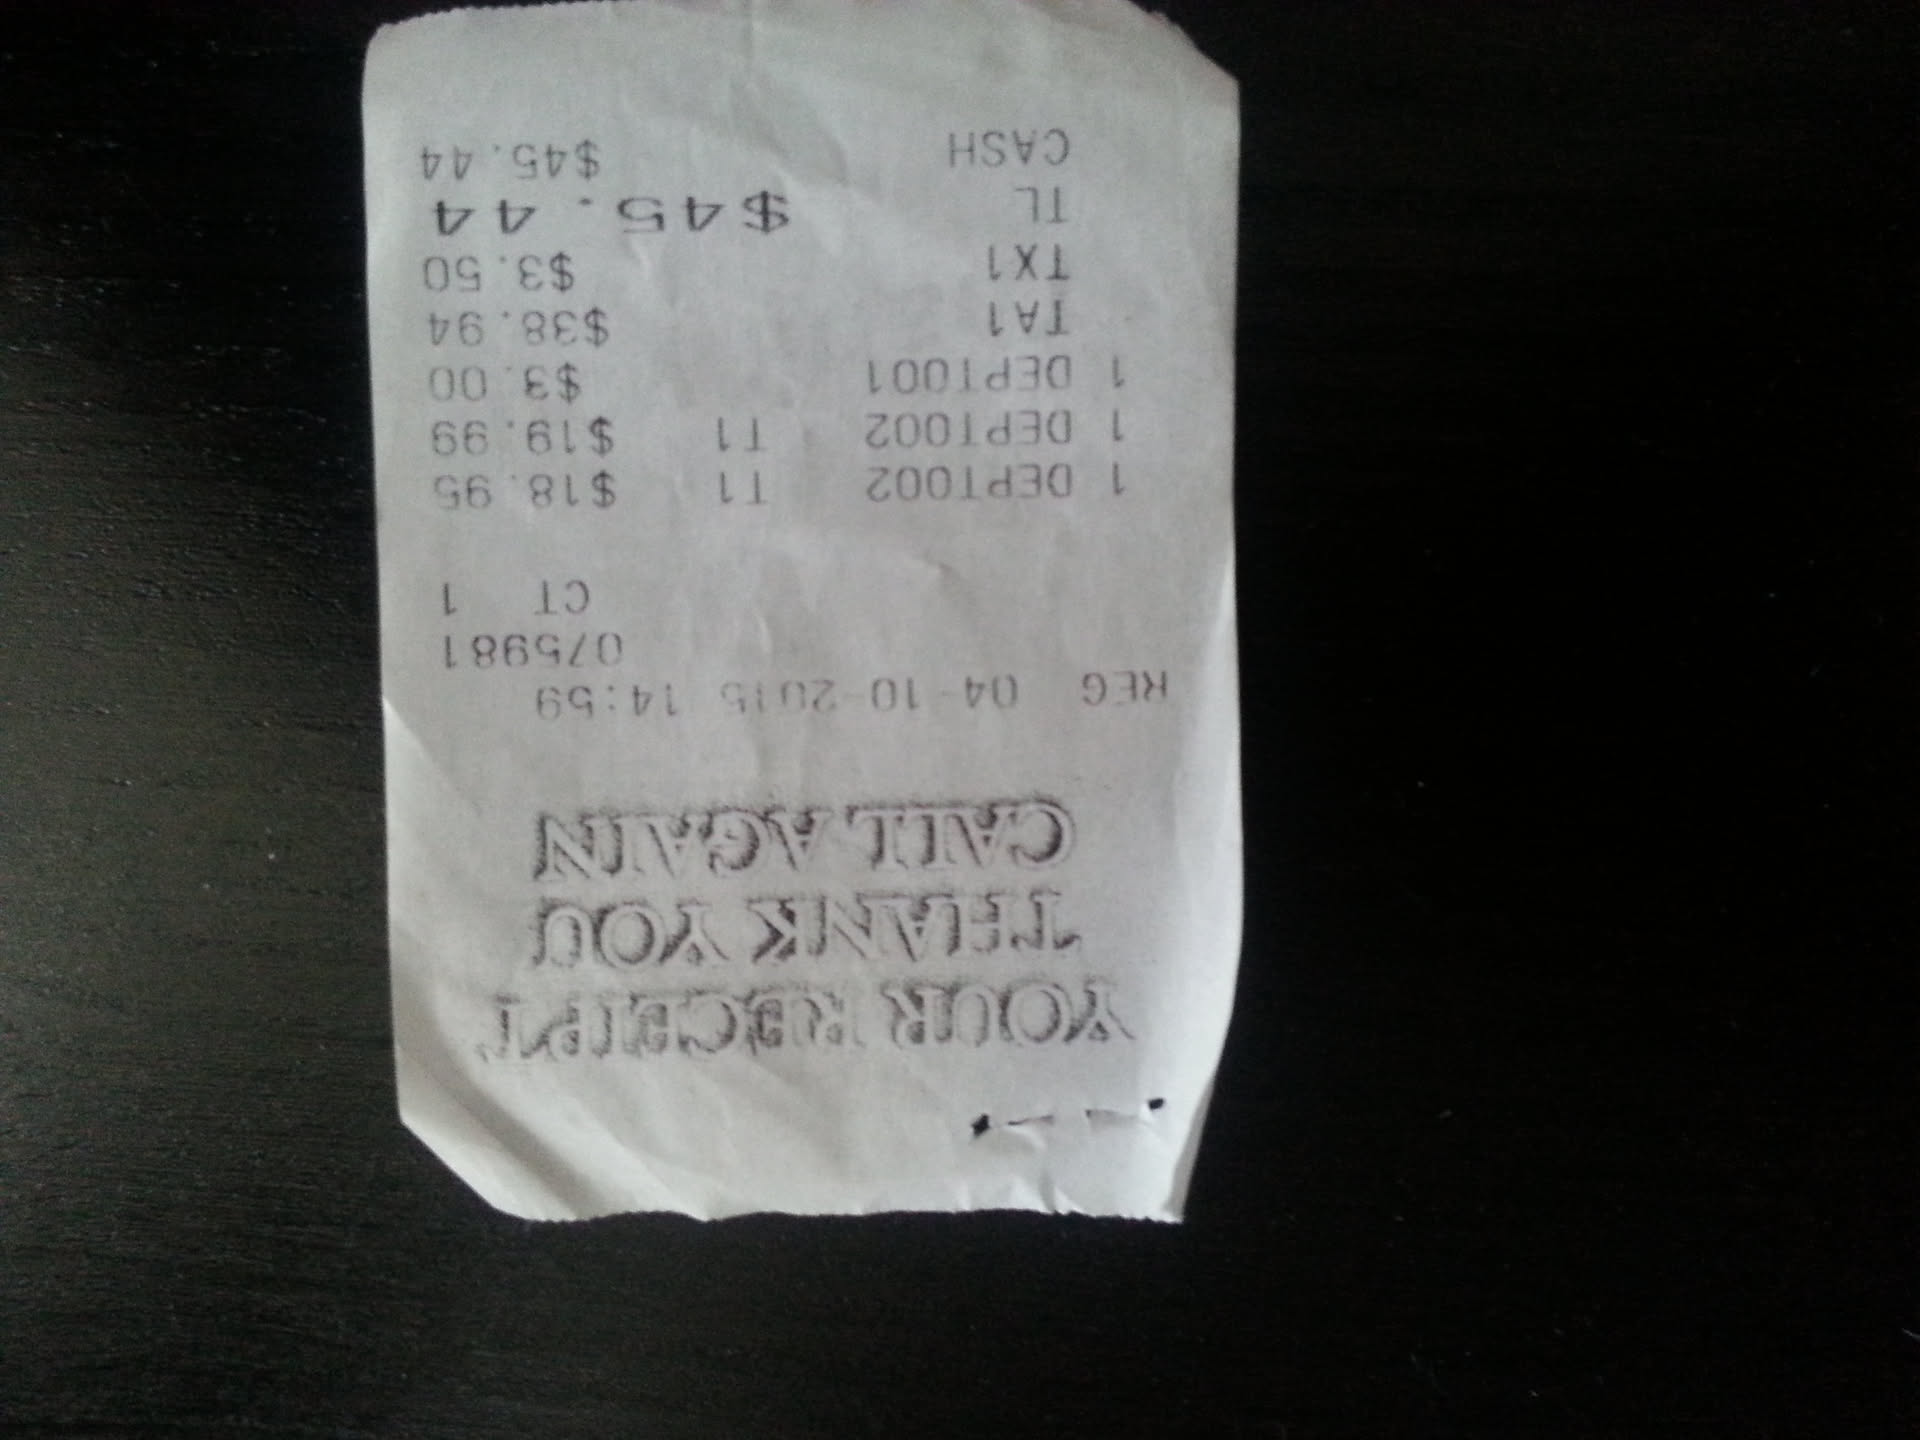 YOUR RECEIPT
THANK YOU
CALL AGAIN
REG 04-10-2015 14:59
075981
CT 1
1 DEPT002 T1 $18.95
1 DEPT002 T1 $19.99
1 DEPT001 $3.00
TA1 $38.94
TX1 $3.50
TL $45.44
CASH $45.44